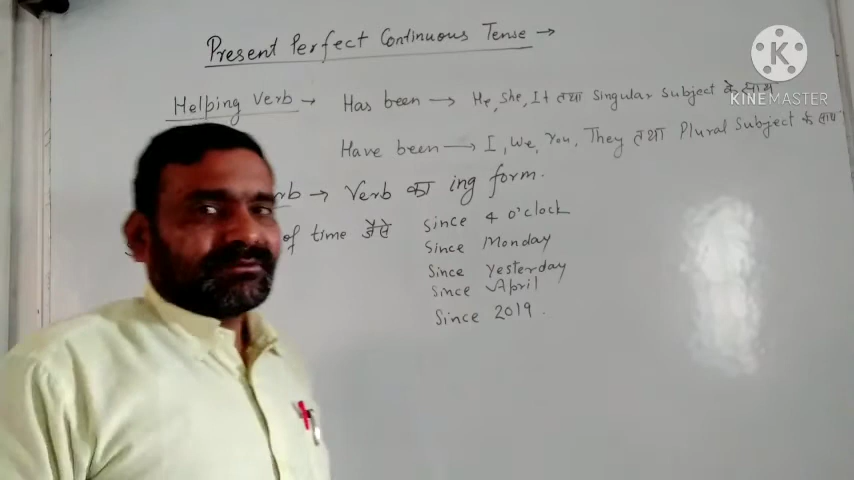 Present Perfect Continuous Tense →
KINEMASTER
Helping Verb → Has been → He, She, It तथा Singular Subject के साथ
Have been → I, We, You, They तथा Plural Subject के साथ
rb → Verb का ing form.
of time जैसे Since 4 o'clock
Since Monday
Since Yesterday
Since April
Since 2019.